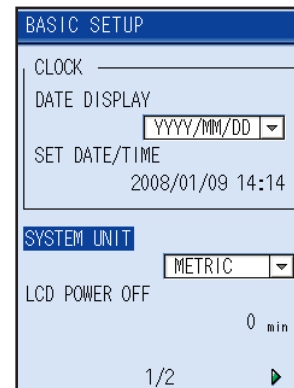 BASIC SETUP
CLOCK
DATE DISPLAY
YYYY/MM/DD
SET DATE/TIME
2008/01/09 14:14
SYSTEM UNIT
METRIC
LCD POWER OFF
0 min
1/2